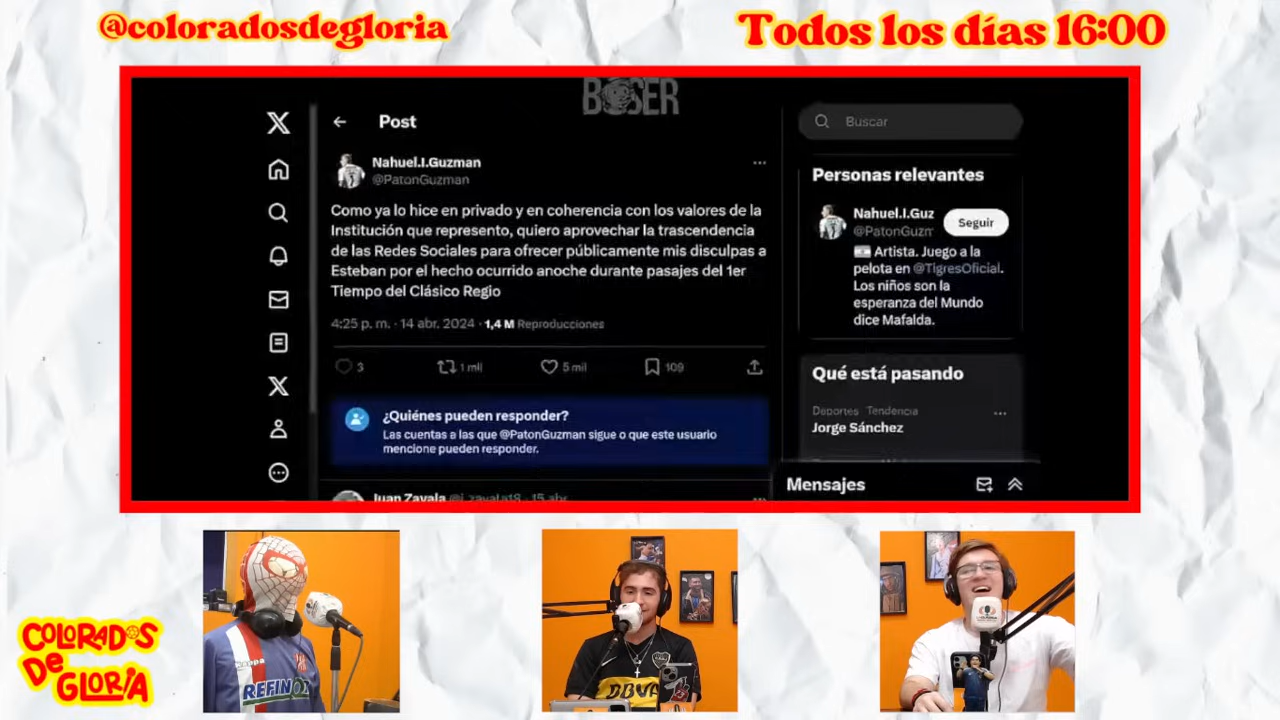 @coloradosdegloria
Todos los días 16:00
BOSER
Post
Nahuel.I.Guzman
@PatonGuzman
Como ya lo hice en privado y en coherencia con los valores de la
Institución que represento, quiero aprovechar la trascendencia
de las Redes Sociales para ofrecer públicamente mis disculpas a
Esteban por el hecho ocurrido anoche durante pasajes del 1er
Tiempo del Clásico Regio
4:25 p. m. · 14 abr. 2024 · 1,4 M Reproducciones
3 1 mil 5 mil 109
¿Quiénes pueden responder?
Las cuentas a las que @PatonGuzman sigue o que este usuario
mencione pueden responder.
Juan Zavala @j_zavala18 · 15 abr.
Buscar
Personas relevantes
Nahuel.I.Guz
@PatonGuzm
Seguir
Artista. Juego a la
pelota en @TigresOficial.
Los niños son la
esperanza del Mundo
dice Mafalda.
Qué está pasando
Deportes · Tendencia
Jorge Sánchez
Mensajes
COLORADOS
De
GLORIA
kappa
REFINOR
BBVA